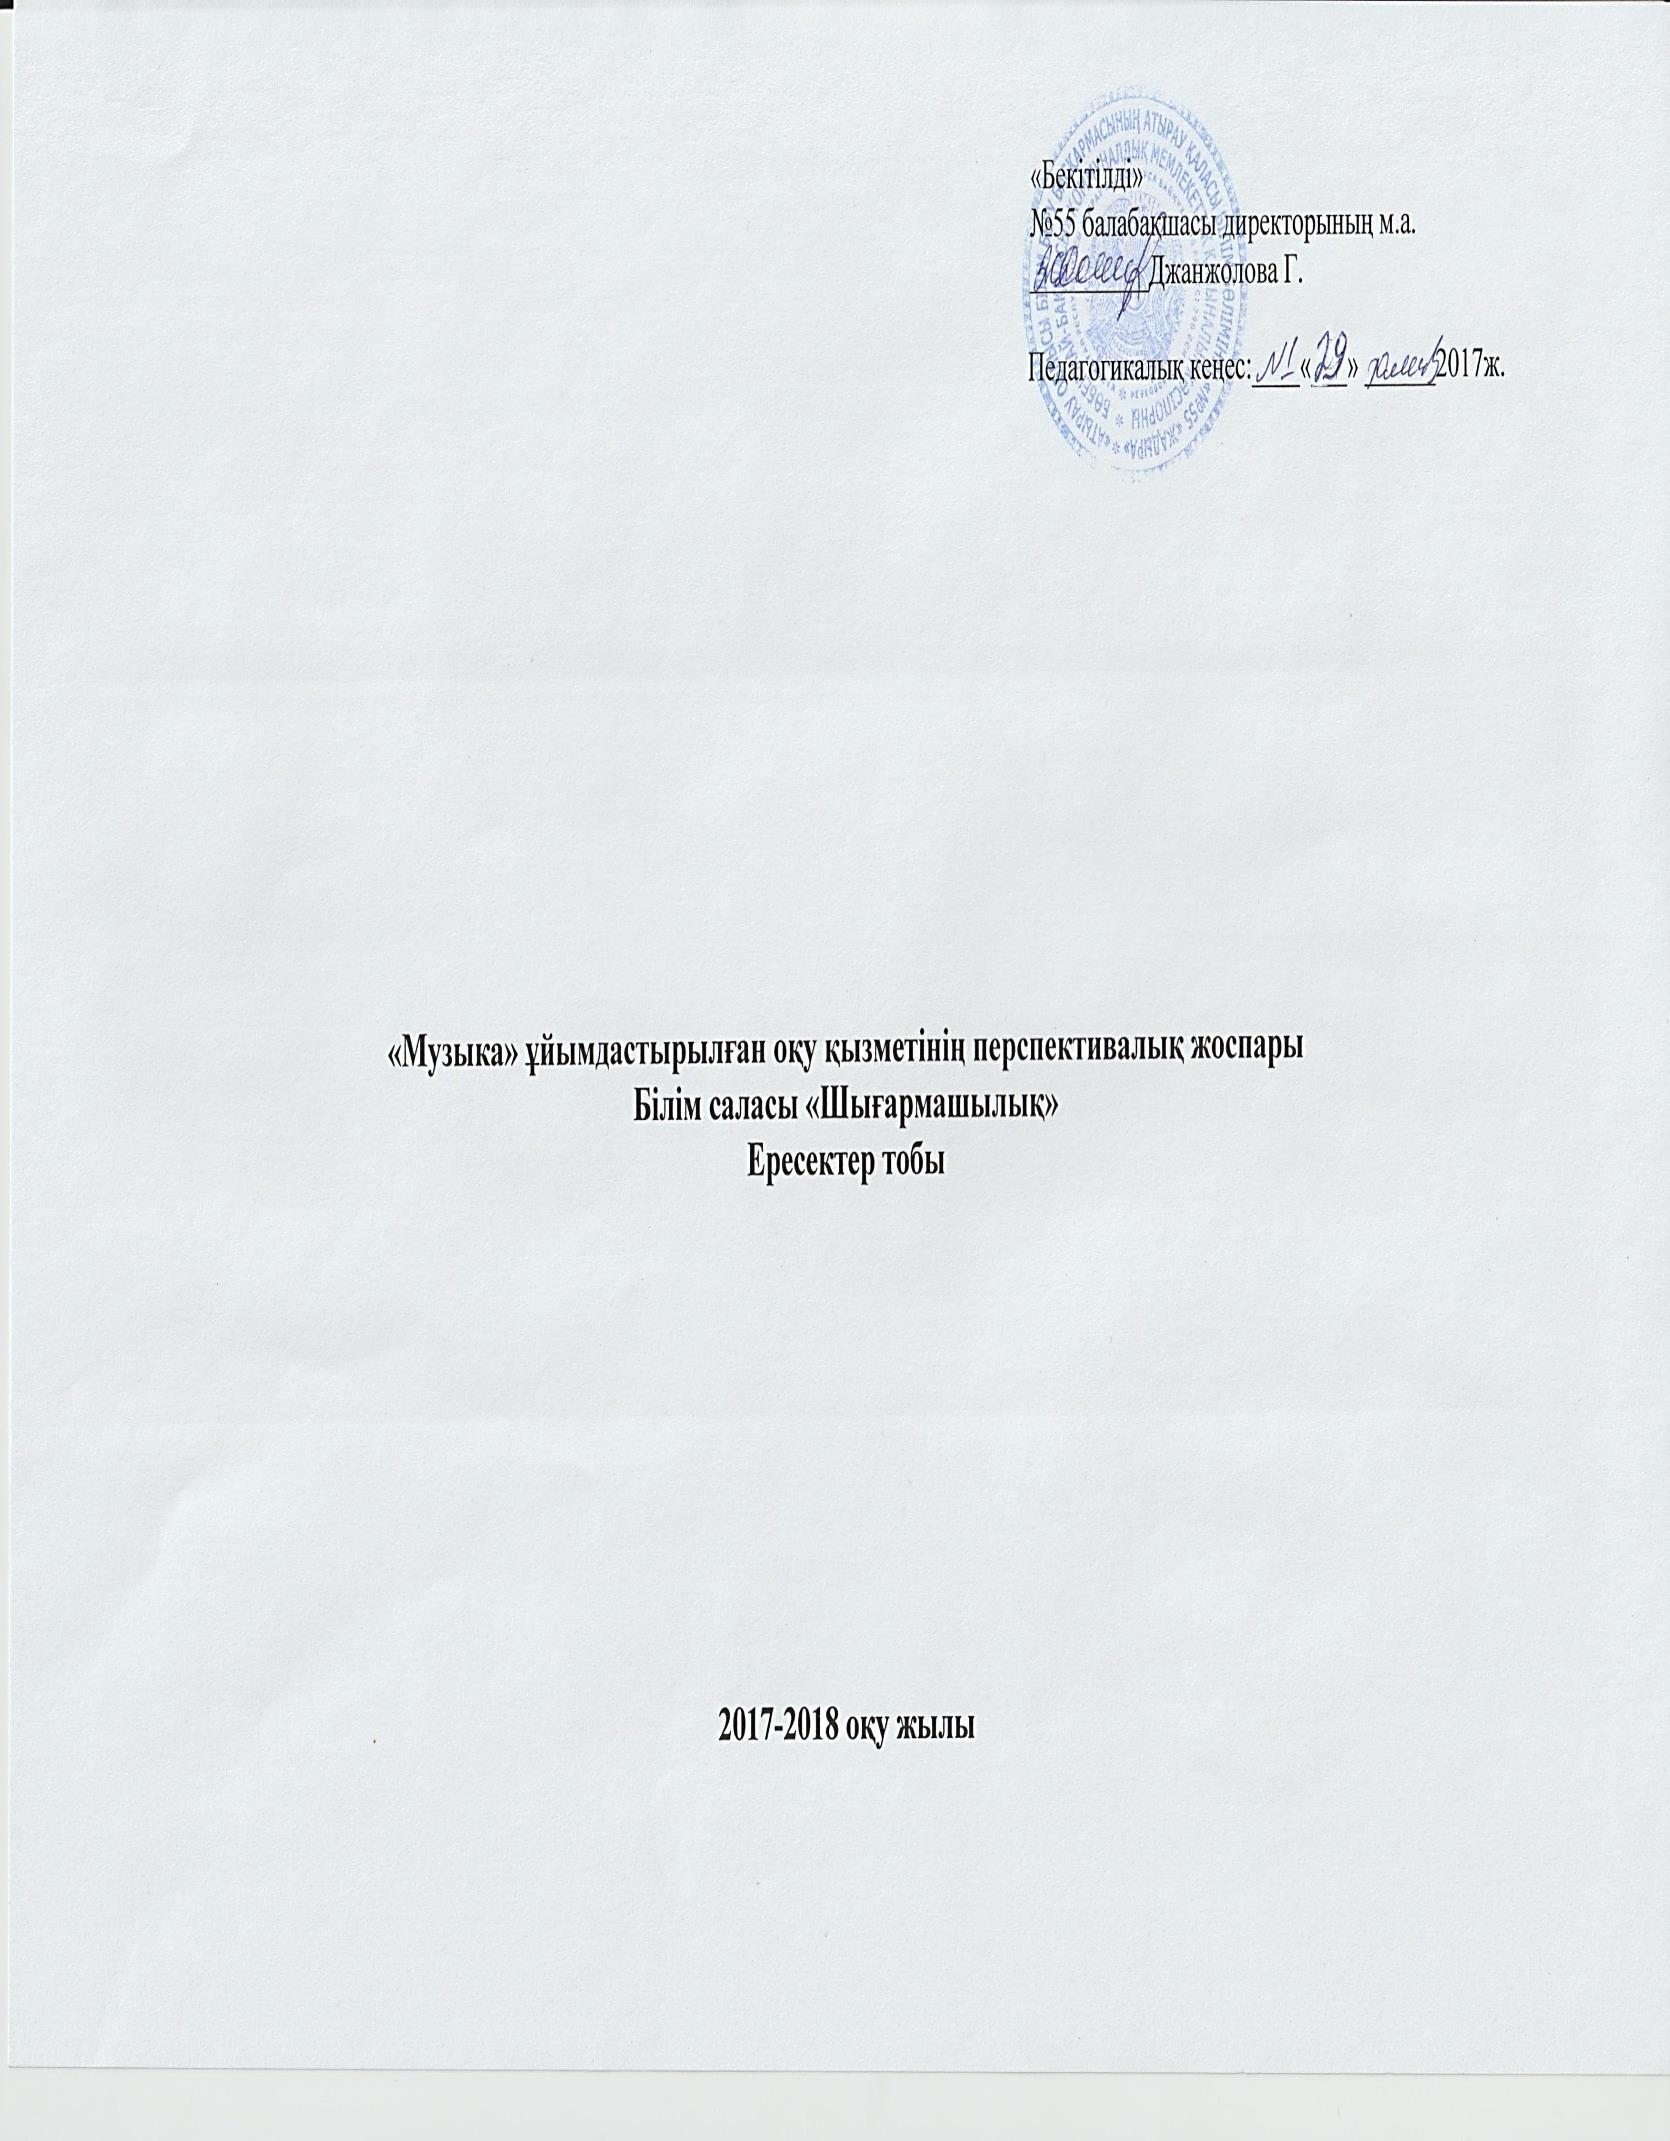 «Бекітілді»
№55 балабақшасы директорының м.а.
Джанжолова Г.
Педагогикалық кеңес: №1 «29» 2017ж.
«Музыка» ұйымдастырылған оқу қызметінің перспективалық жоспары
Білім саласы «Шығармашылық»
Ересектер тобы
2017-2018 оқу жылы